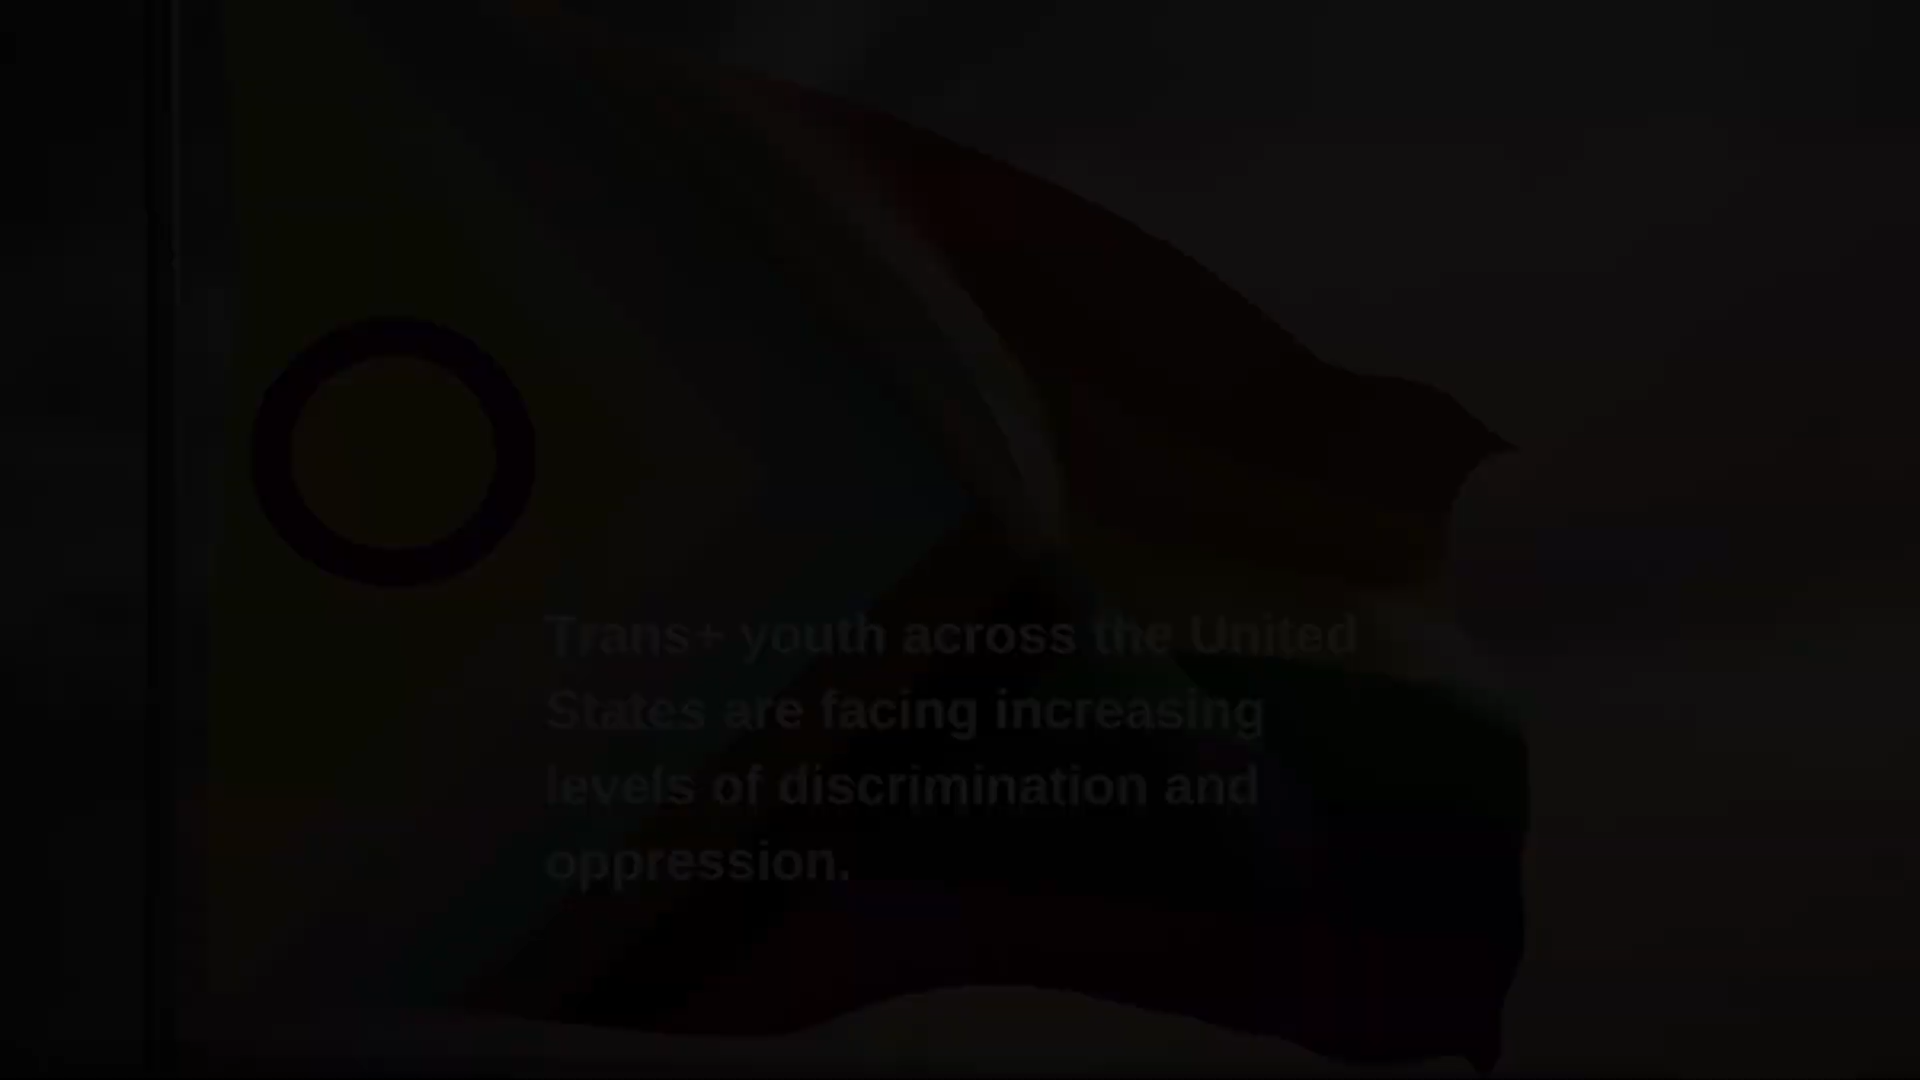 Trans+ youth across the United
States are facing increasing
levels of discrimination and
oppression.